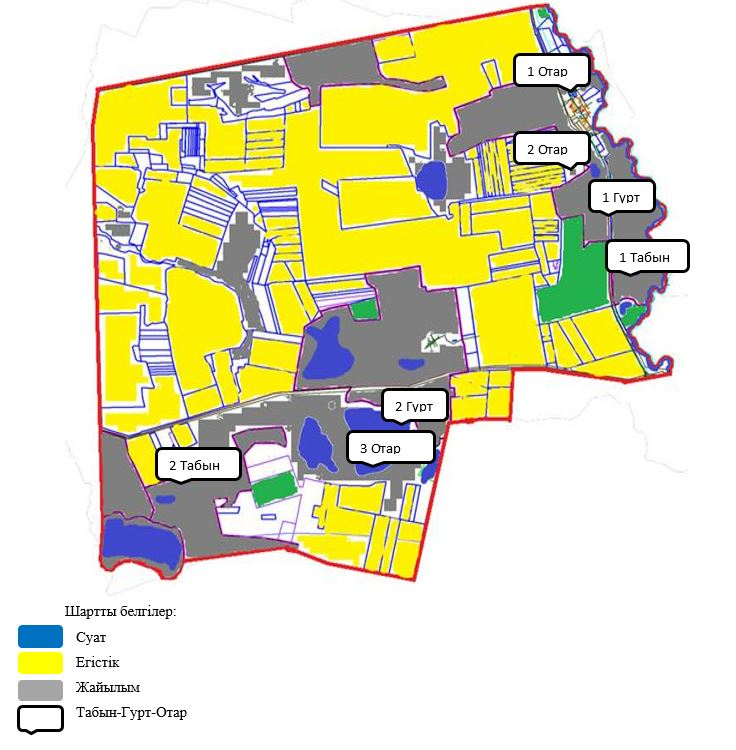 1 Отар
2 Отар
1 Гурт
1 Табын
2 Гурт
3 Отар
2 Табын
Шартты белгілер:
Суат
Егістік
Жайылым
Табын-Гурт-Отар